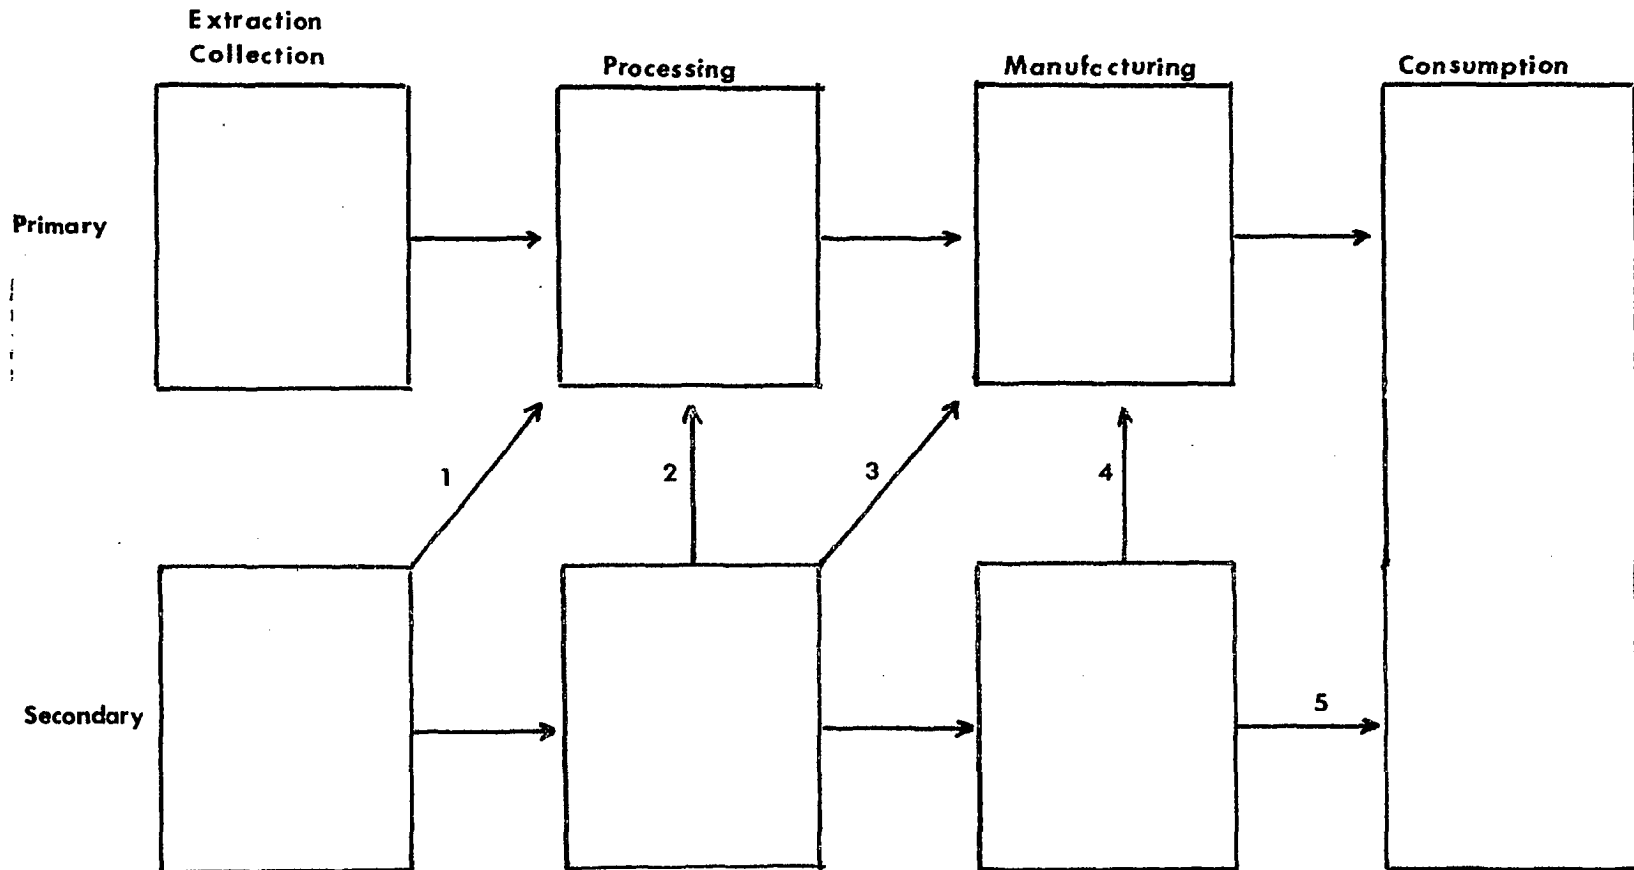 Extraction
Collection
Processing
Manufacturing
Consumption
Primary
1
2
3
4
Secondary
5